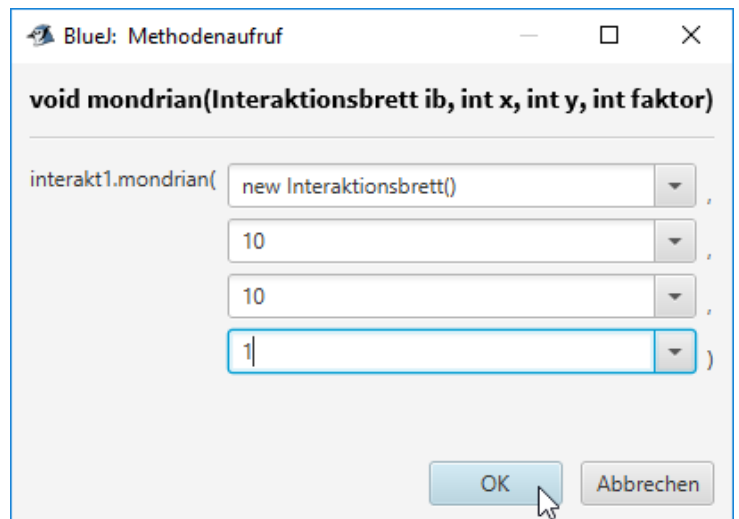 BlueJ: Methodenaufruf
void mondrian(Interaktionsbrett ib, int x, int y, int faktor)
interakt1.mondrian( new Interaktionsbrett() ,
10 ,
10 ,
1 )
OK Abbrechen